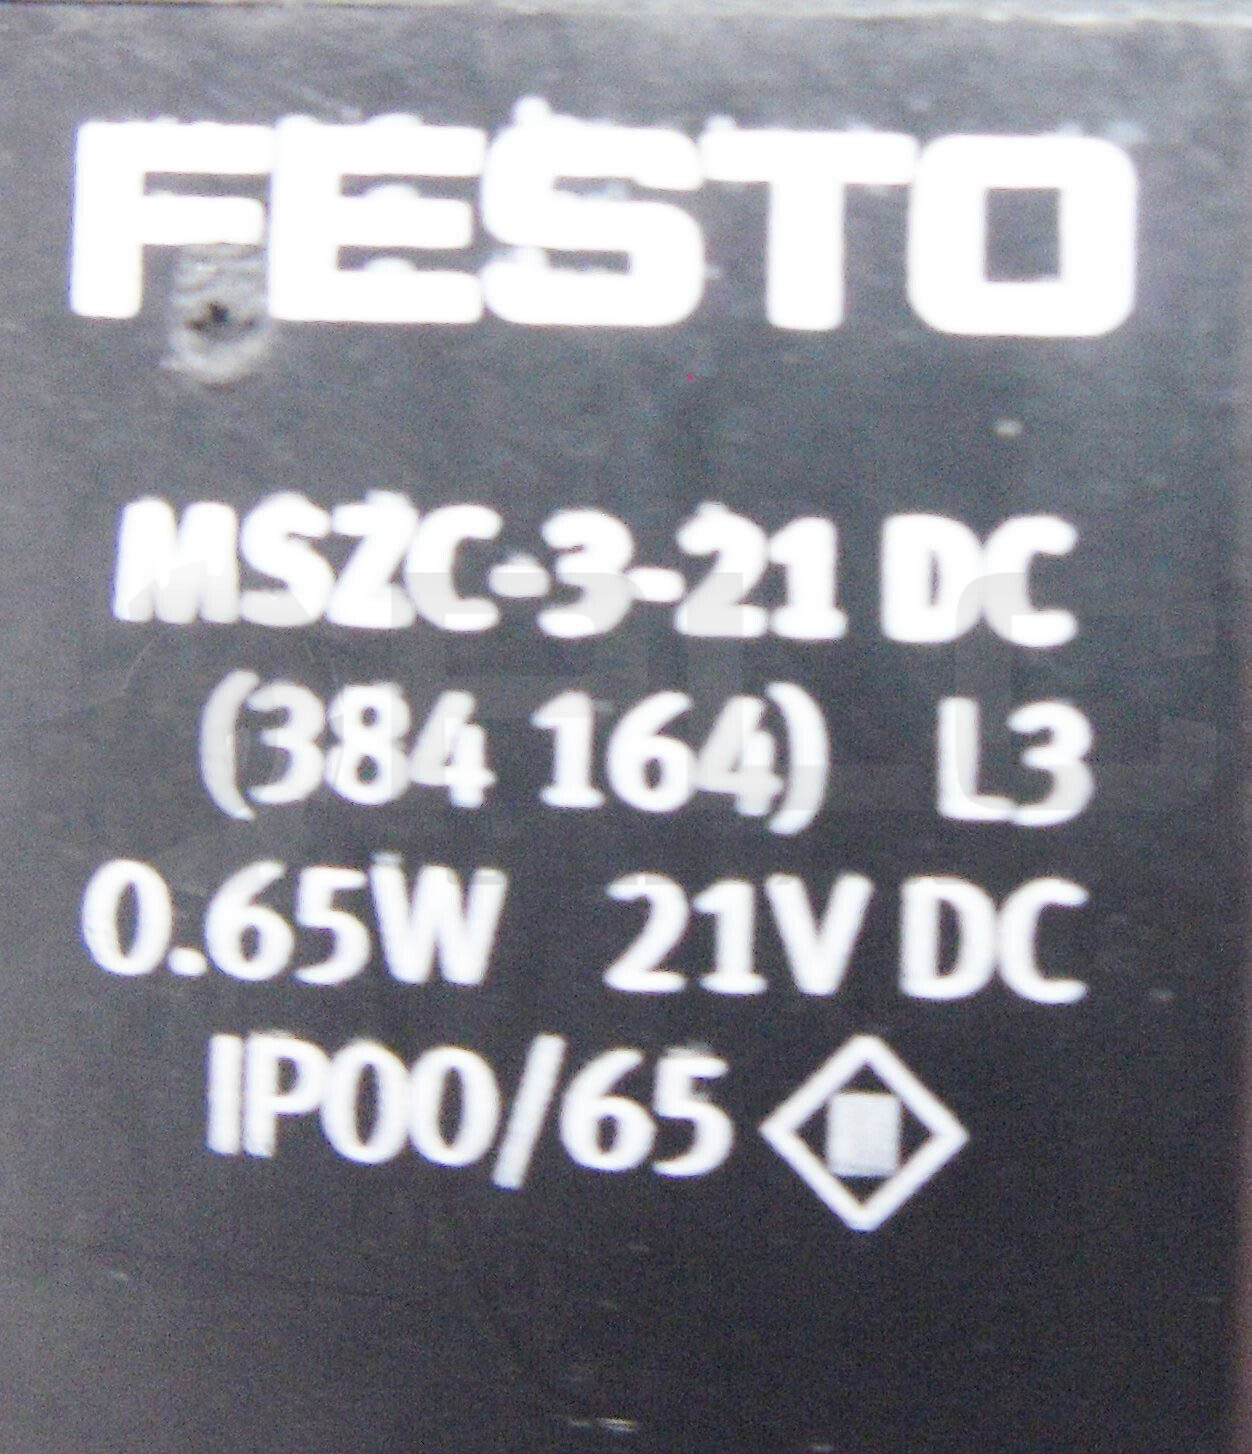 FESTO
MSZC-3-21 DC
(384 164) L3
0.65W 21V DC
IP00/65